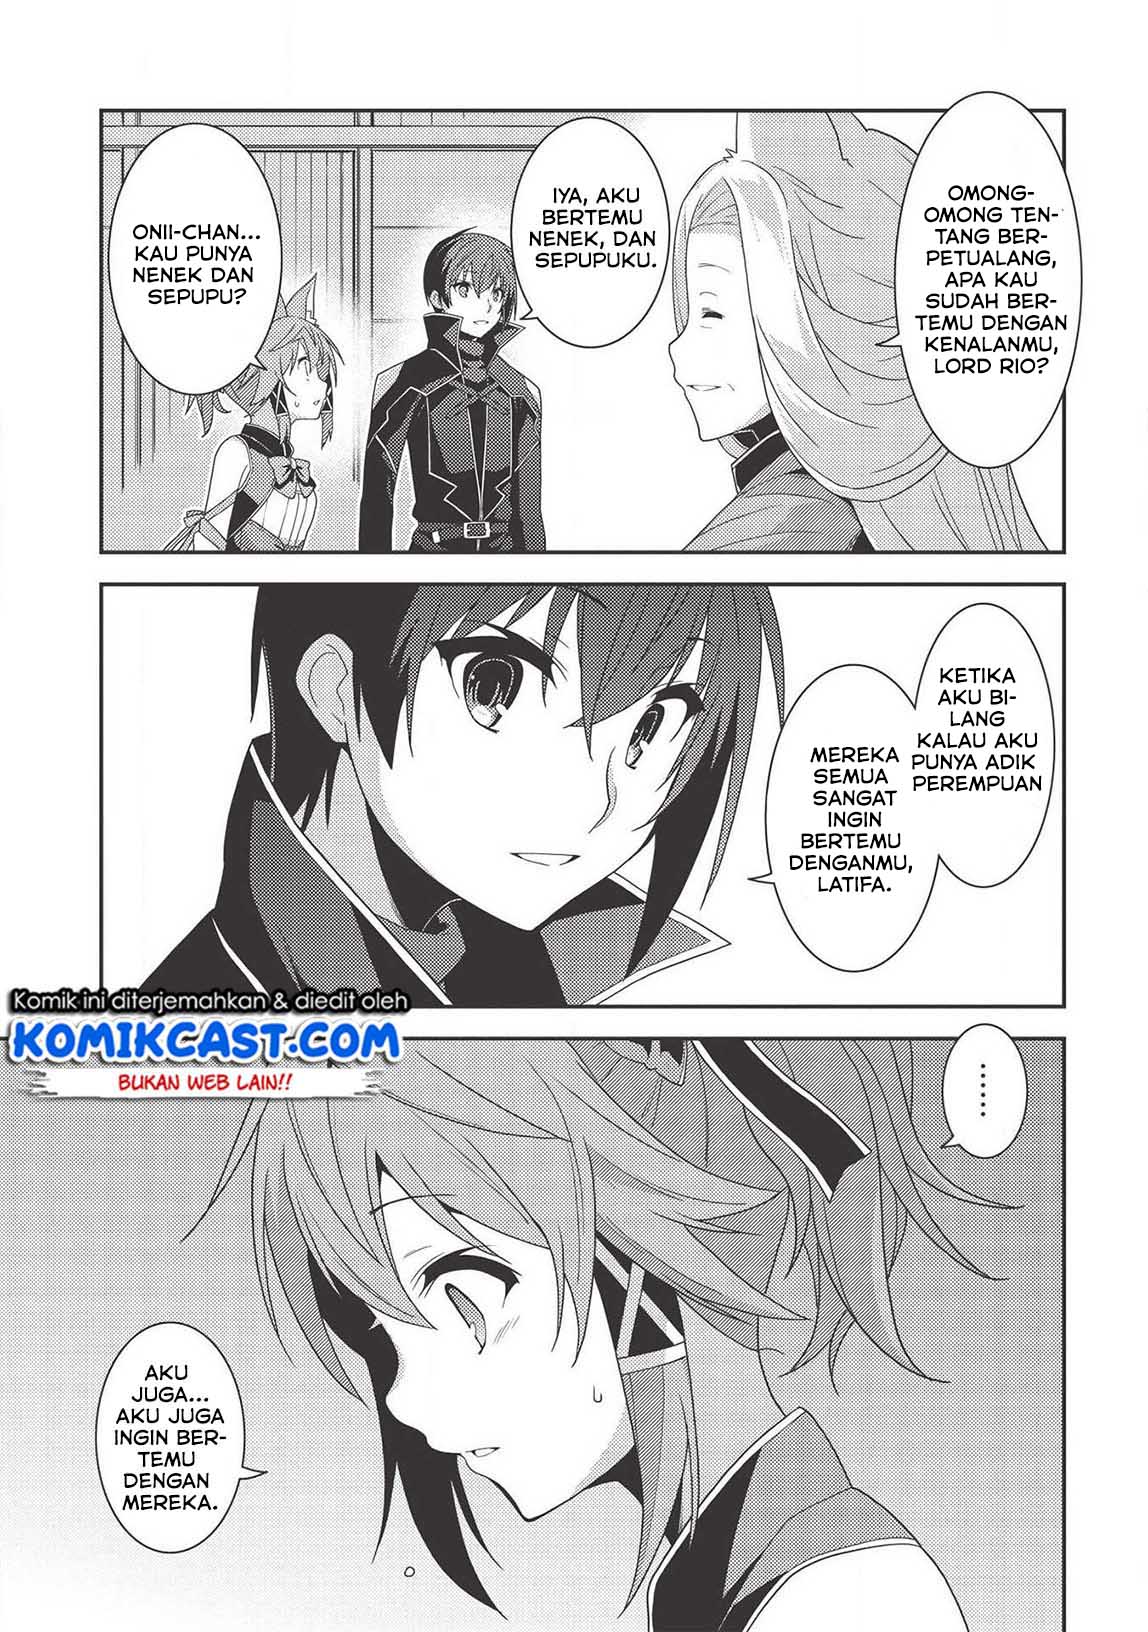 OMONG-
OMONG TEN-
TANG BER-
PETUALANG,
APA KAU
SUDAH BER-
TEMU DENGAN
KENALANMU,
LORD RIO?
IYA, AKU
BERTEMU
NENEK, DAN
SEPUPUKU.
ONII-CHAN...
KAU PUNYA
NENEK DAN
SEPUPU?
KETIKA
AKU BI-
LANG
KALAU AKU
PUNYA ADIK
PEREMPUAN
MEREKA
SEMUA
SANGAT
INGIN
BERTEMU
DENGANMU,
LATIFA.
Komik ini diterjemahkan & diedit oleh
KOMIKCAST.COM
BUKAN WEB LAIN!!
.......
AKU
JUGA...
AKU JUGA
INGIN BER-
TEMU
DENGAN
MEREKA.